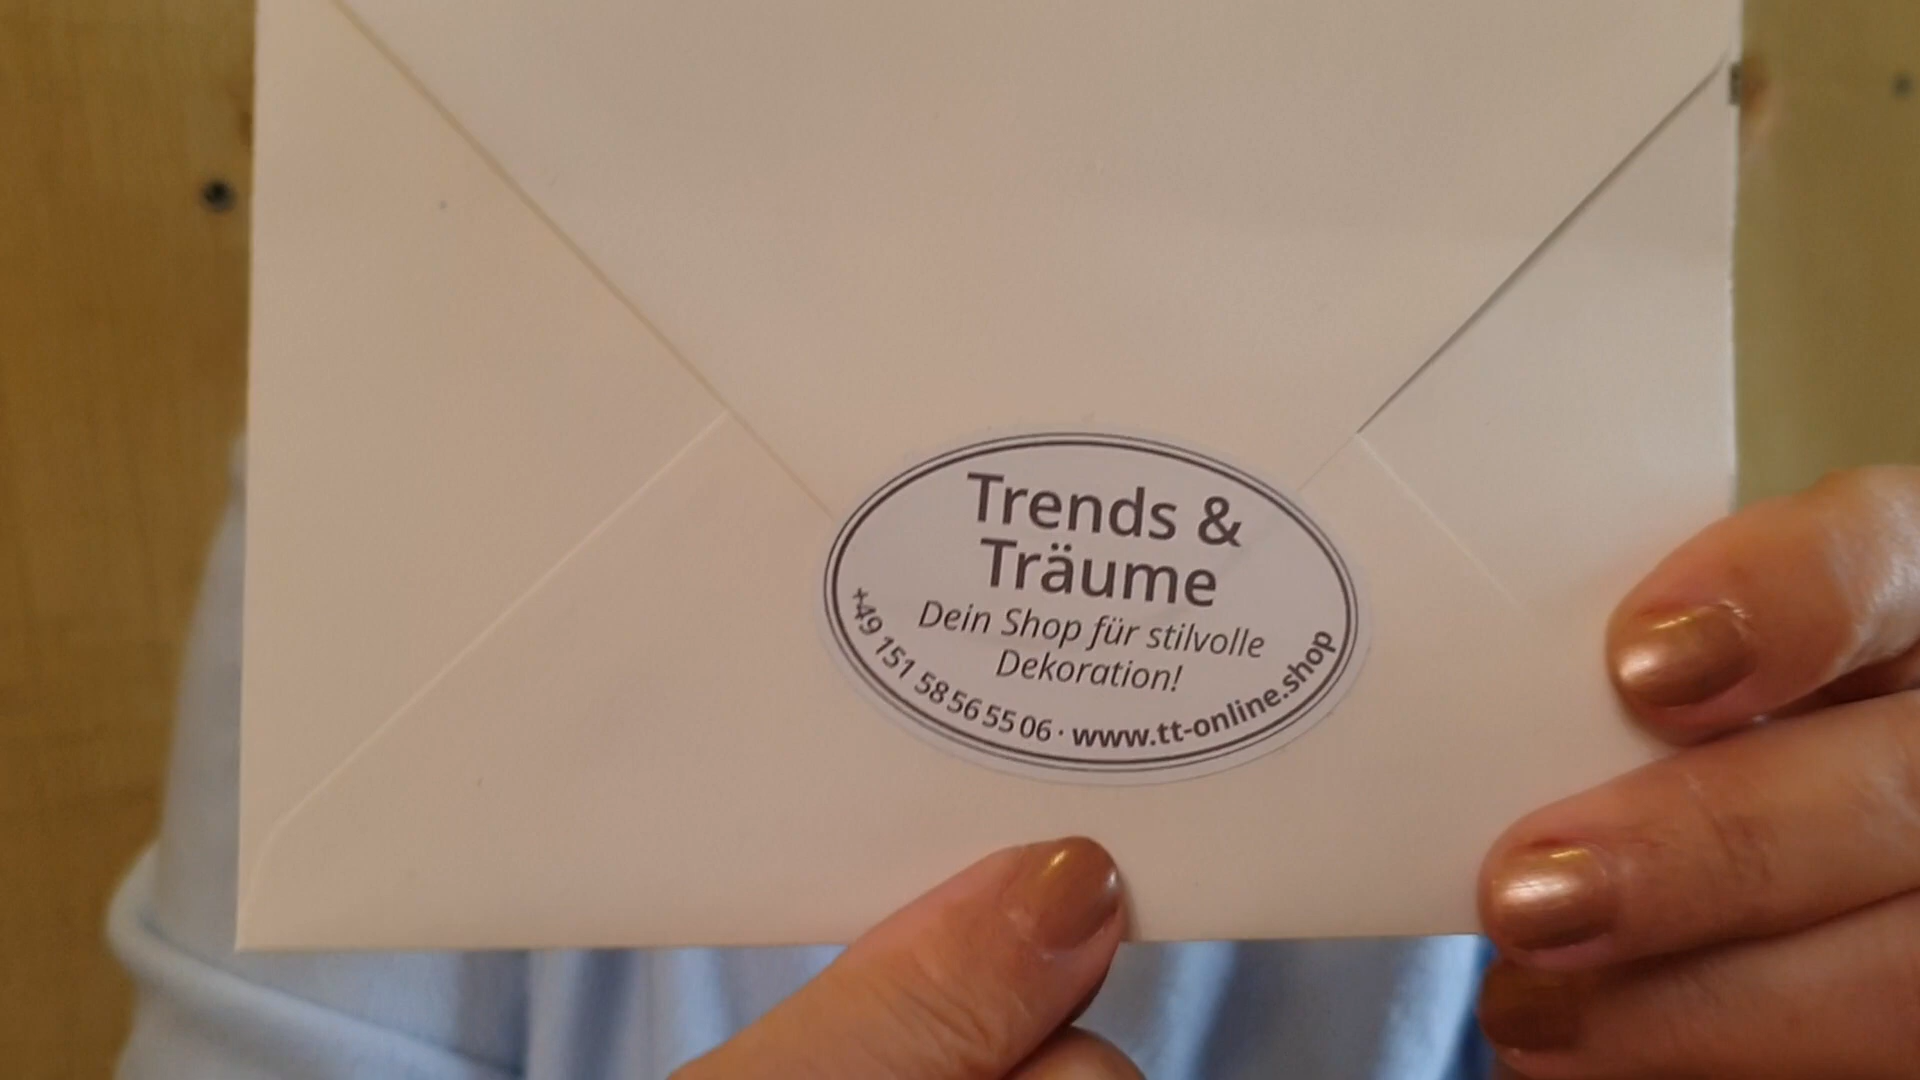 Trends &
Träume
Dein Shop für stilvolle
Dekoration!
+49 151 58 56 55 06 · www.tt-online.shop